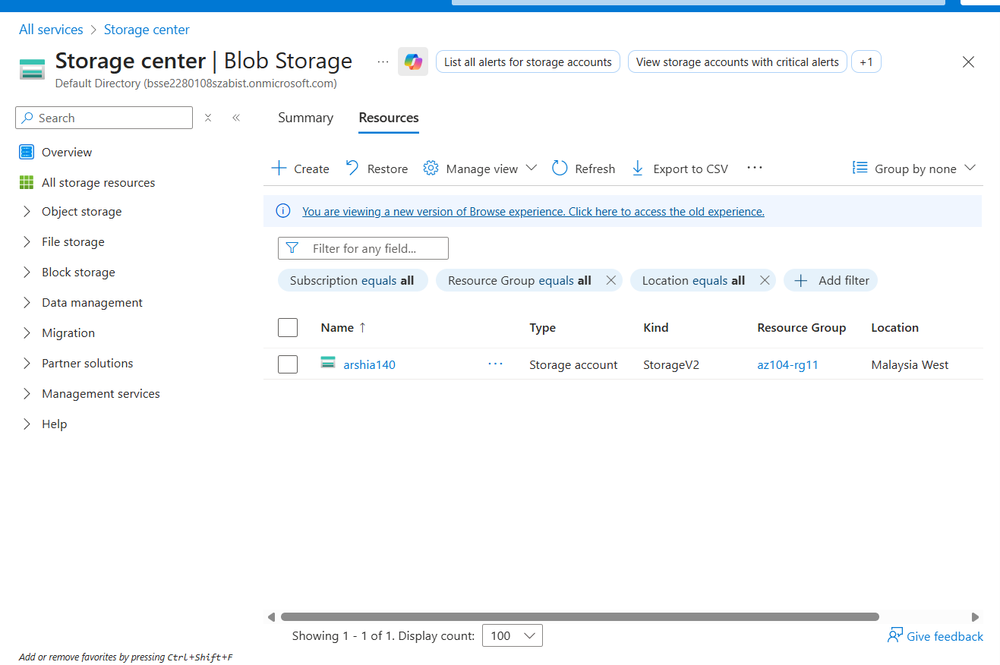 All services > Storage center
Storage center | Blob Storage ··· List all alerts for storage accounts View storage accounts with critical alerts +1
Default Directory (bsse2280108szabist.onmicrosoft.com)
Search
Overview
All storage resources
Object storage
File storage
Block storage
Data management
Migration
Partner solutions
Management services
Help
Summary Resources
Create Restore Manage view Refresh Export to CSV ··· Group by none
You are viewing a new version of Browse experience. Click here to access the old experience.
Filter for any field...
Subscription equals all Resource Group equals all Location equals all Add filter
Name ↑ Type Kind Resource Group Location
arshia140 ··· Storage account StorageV2 az104-rg11 Malaysia West
Showing 1 - 1 of 1. Display count: 100
Give feedback
Add or remove favorites by pressing Ctrl+Shift+F